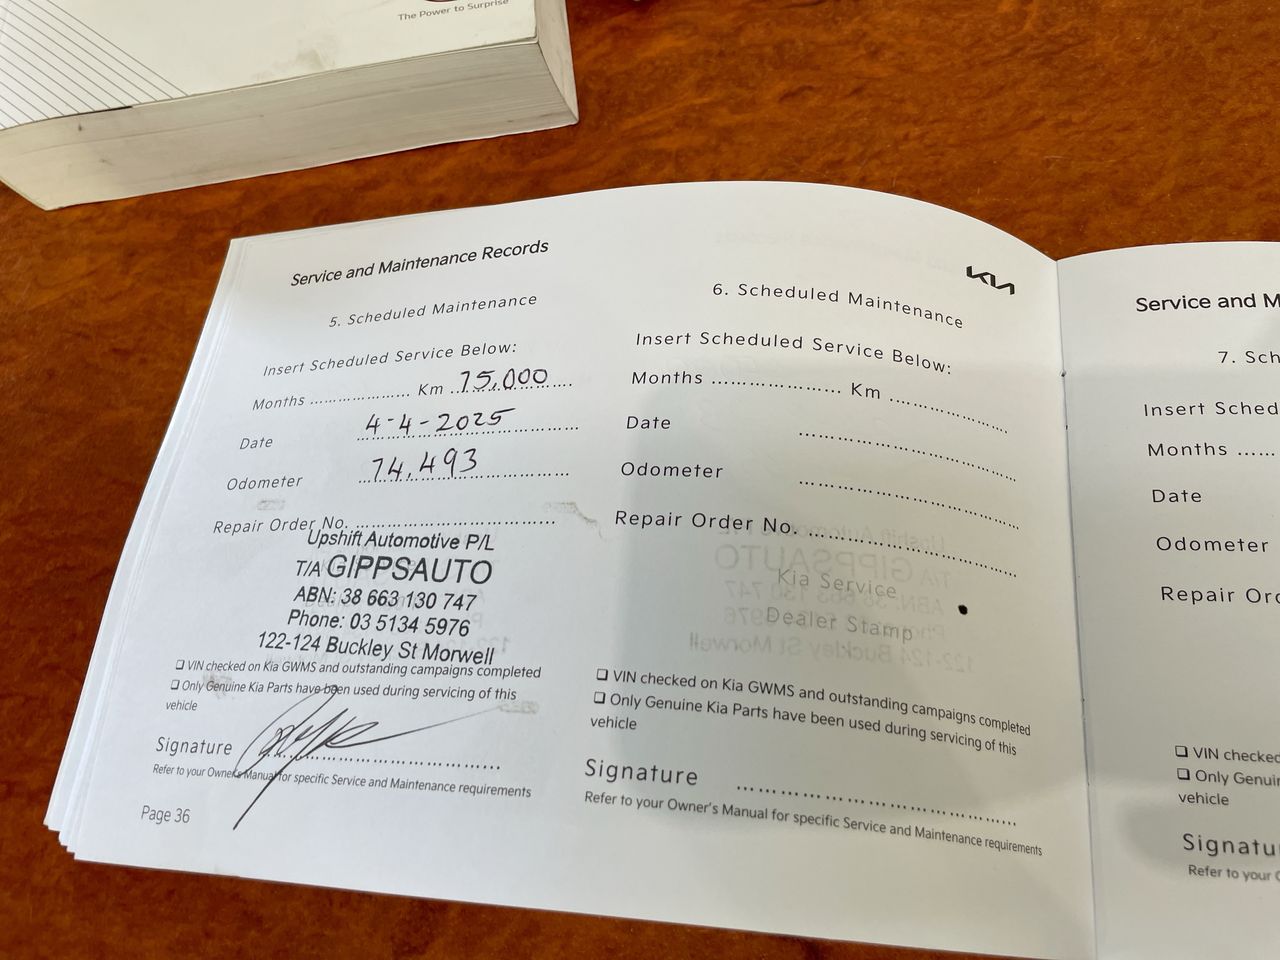 The Power to Surprise
Service and Maintenance Records
5. Scheduled Maintenance
Insert Scheduled Service Below:
Months .................... Km 75,000
Date 4-4-2025
Odometer 74,493
Repair Order No. ....................................
Upshift Automotive P/L
T/A GIPPSAUTO
ABN: 38 663 130 747
Phone: 03 5134 5976
122-124 Buckley St Morwell
❑ VIN checked on Kia GWMS and outstanding campaigns completed
❑ Only Genuine Kia Parts have been used during servicing of this
vehicle
Signature ....................................
Refer to your Owner's Manual for specific Service and Maintenance requirements
Page 36
KIA
6. Scheduled Maintenance
Insert Scheduled Service Below:
Months .................... Km ....................
Date ....................................
Odometer ....................................
Repair Order No. ....................................
Kia Service
Dealer Stamp
❑ VIN checked on Kia GWMS and outstanding campaigns completed
❑ Only Genuine Kia Parts have been used during servicing of this
vehicle
Signature ....................................
Refer to your Owner's Manual for specific Service and Maintenance requirements
Service and M
7. Sch
Insert Sched
Months .....
Date
Odometer
Repair Ord
❑ VIN checked
❑ Only Genui
vehicle
Signatu
Refer to your